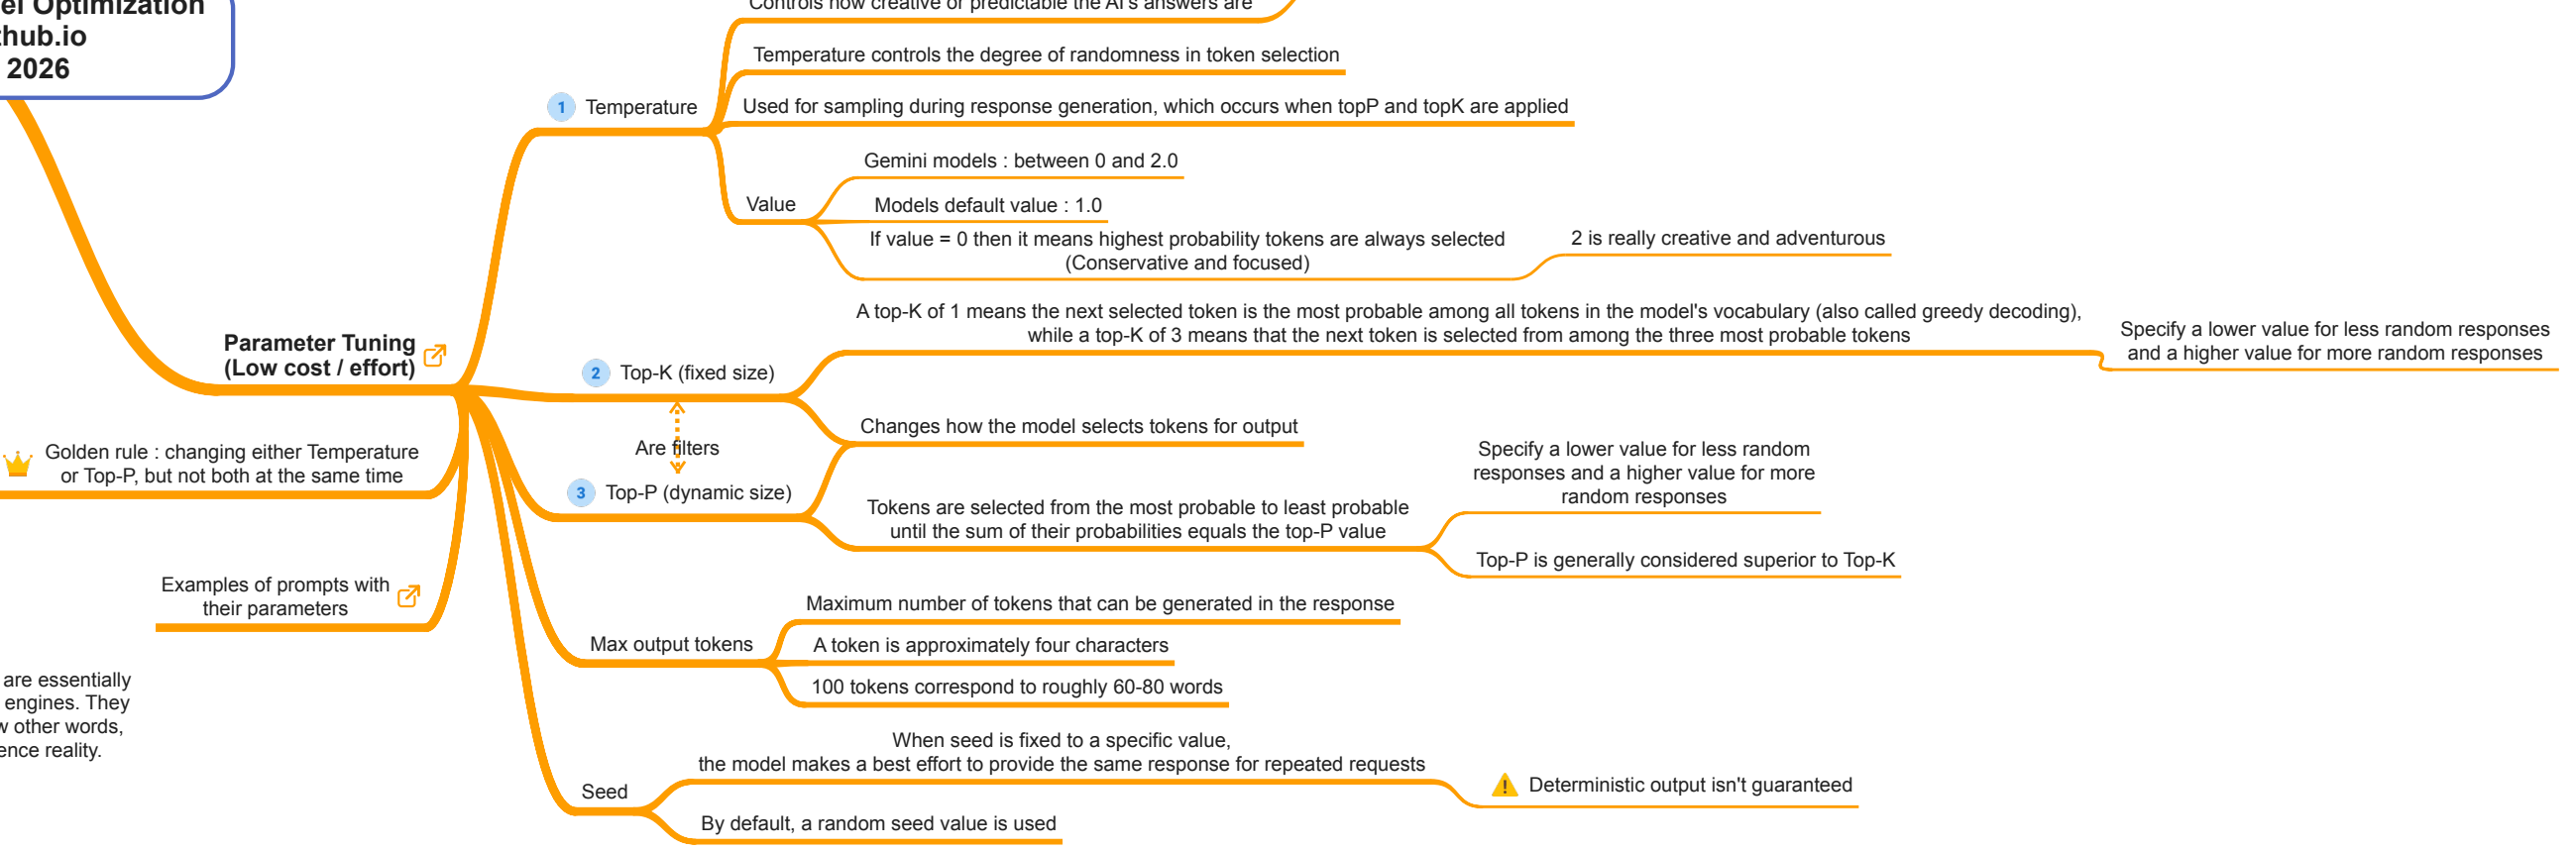 Optimization
hub.io
2026
Controls how creative or predictable the AI's answers are
Temperature controls the degree of randomness in token selection
1 Temperature
Used for sampling during response generation, which occurs when topP and topK are applied
Gemini models : between 0 and 2.0
Value
Models default value : 1.0
If value = 0 then it means highest probability tokens are always selected
(Conservative and focused)
2 is really creative and adventurous
Parameter Tuning
(Low cost / effort)
2 Top-K (fixed size)
A top-K of 1 means the next selected token is the most probable among all tokens in the model's vocabulary (also called greedy decoding),
while a top-K of 3 means that the next token is selected from among the three most probable tokens
Specify a lower value for less random responses
and a higher value for more random responses
Changes how the model selects tokens for output
Are filters
Golden rule : changing either Temperature
or Top-P, but not both at the same time
3 Top-P (dynamic size)
Tokens are selected from the most probable to least probable
until the sum of their probabilities equals the top-P value
Specify a lower value for less random
responses and a higher value for more
random responses
Top-P is generally considered superior to Top-K
Examples of prompts with
their parameters
Max output tokens
Maximum number of tokens that can be generated in the response
A token is approximately four characters
100 tokens correspond to roughly 60-80 words
are essentially
engines. They
other words,
reality.
Seed
When seed is fixed to a specific value,
the model makes a best effort to provide the same response for repeated requests
Deterministic output isn't guaranteed
By default, a random seed value is used